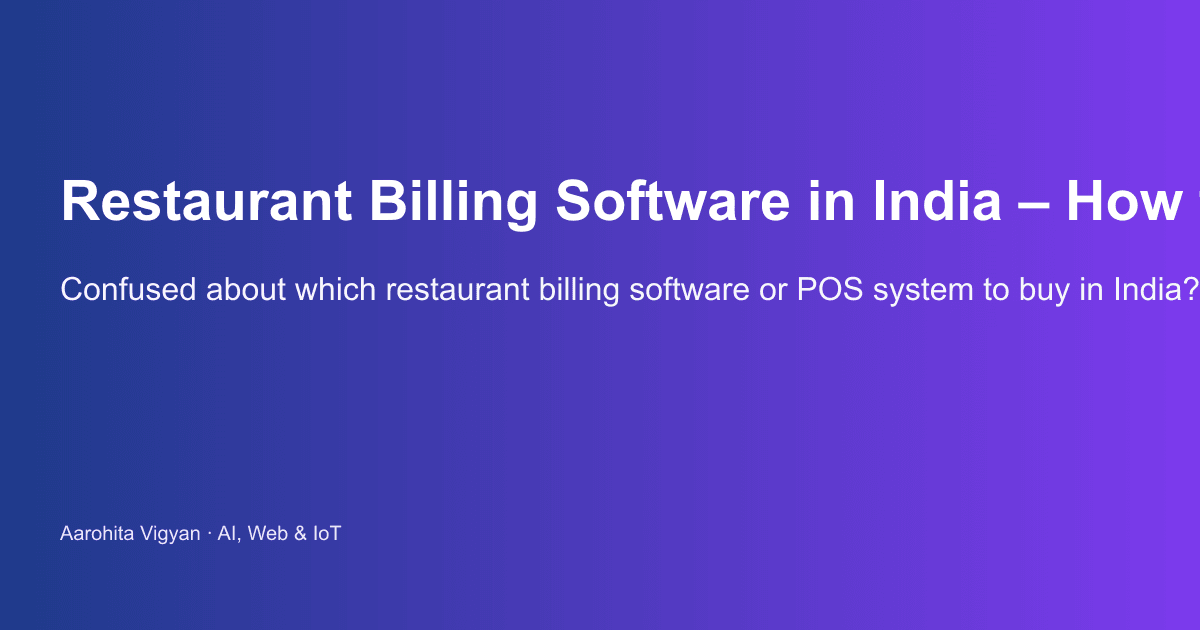 Restaurant Billing Software in India – How
Confused about which restaurant billing software or POS system to buy in India?
Aarohita Vigyan · AI, Web & IoT